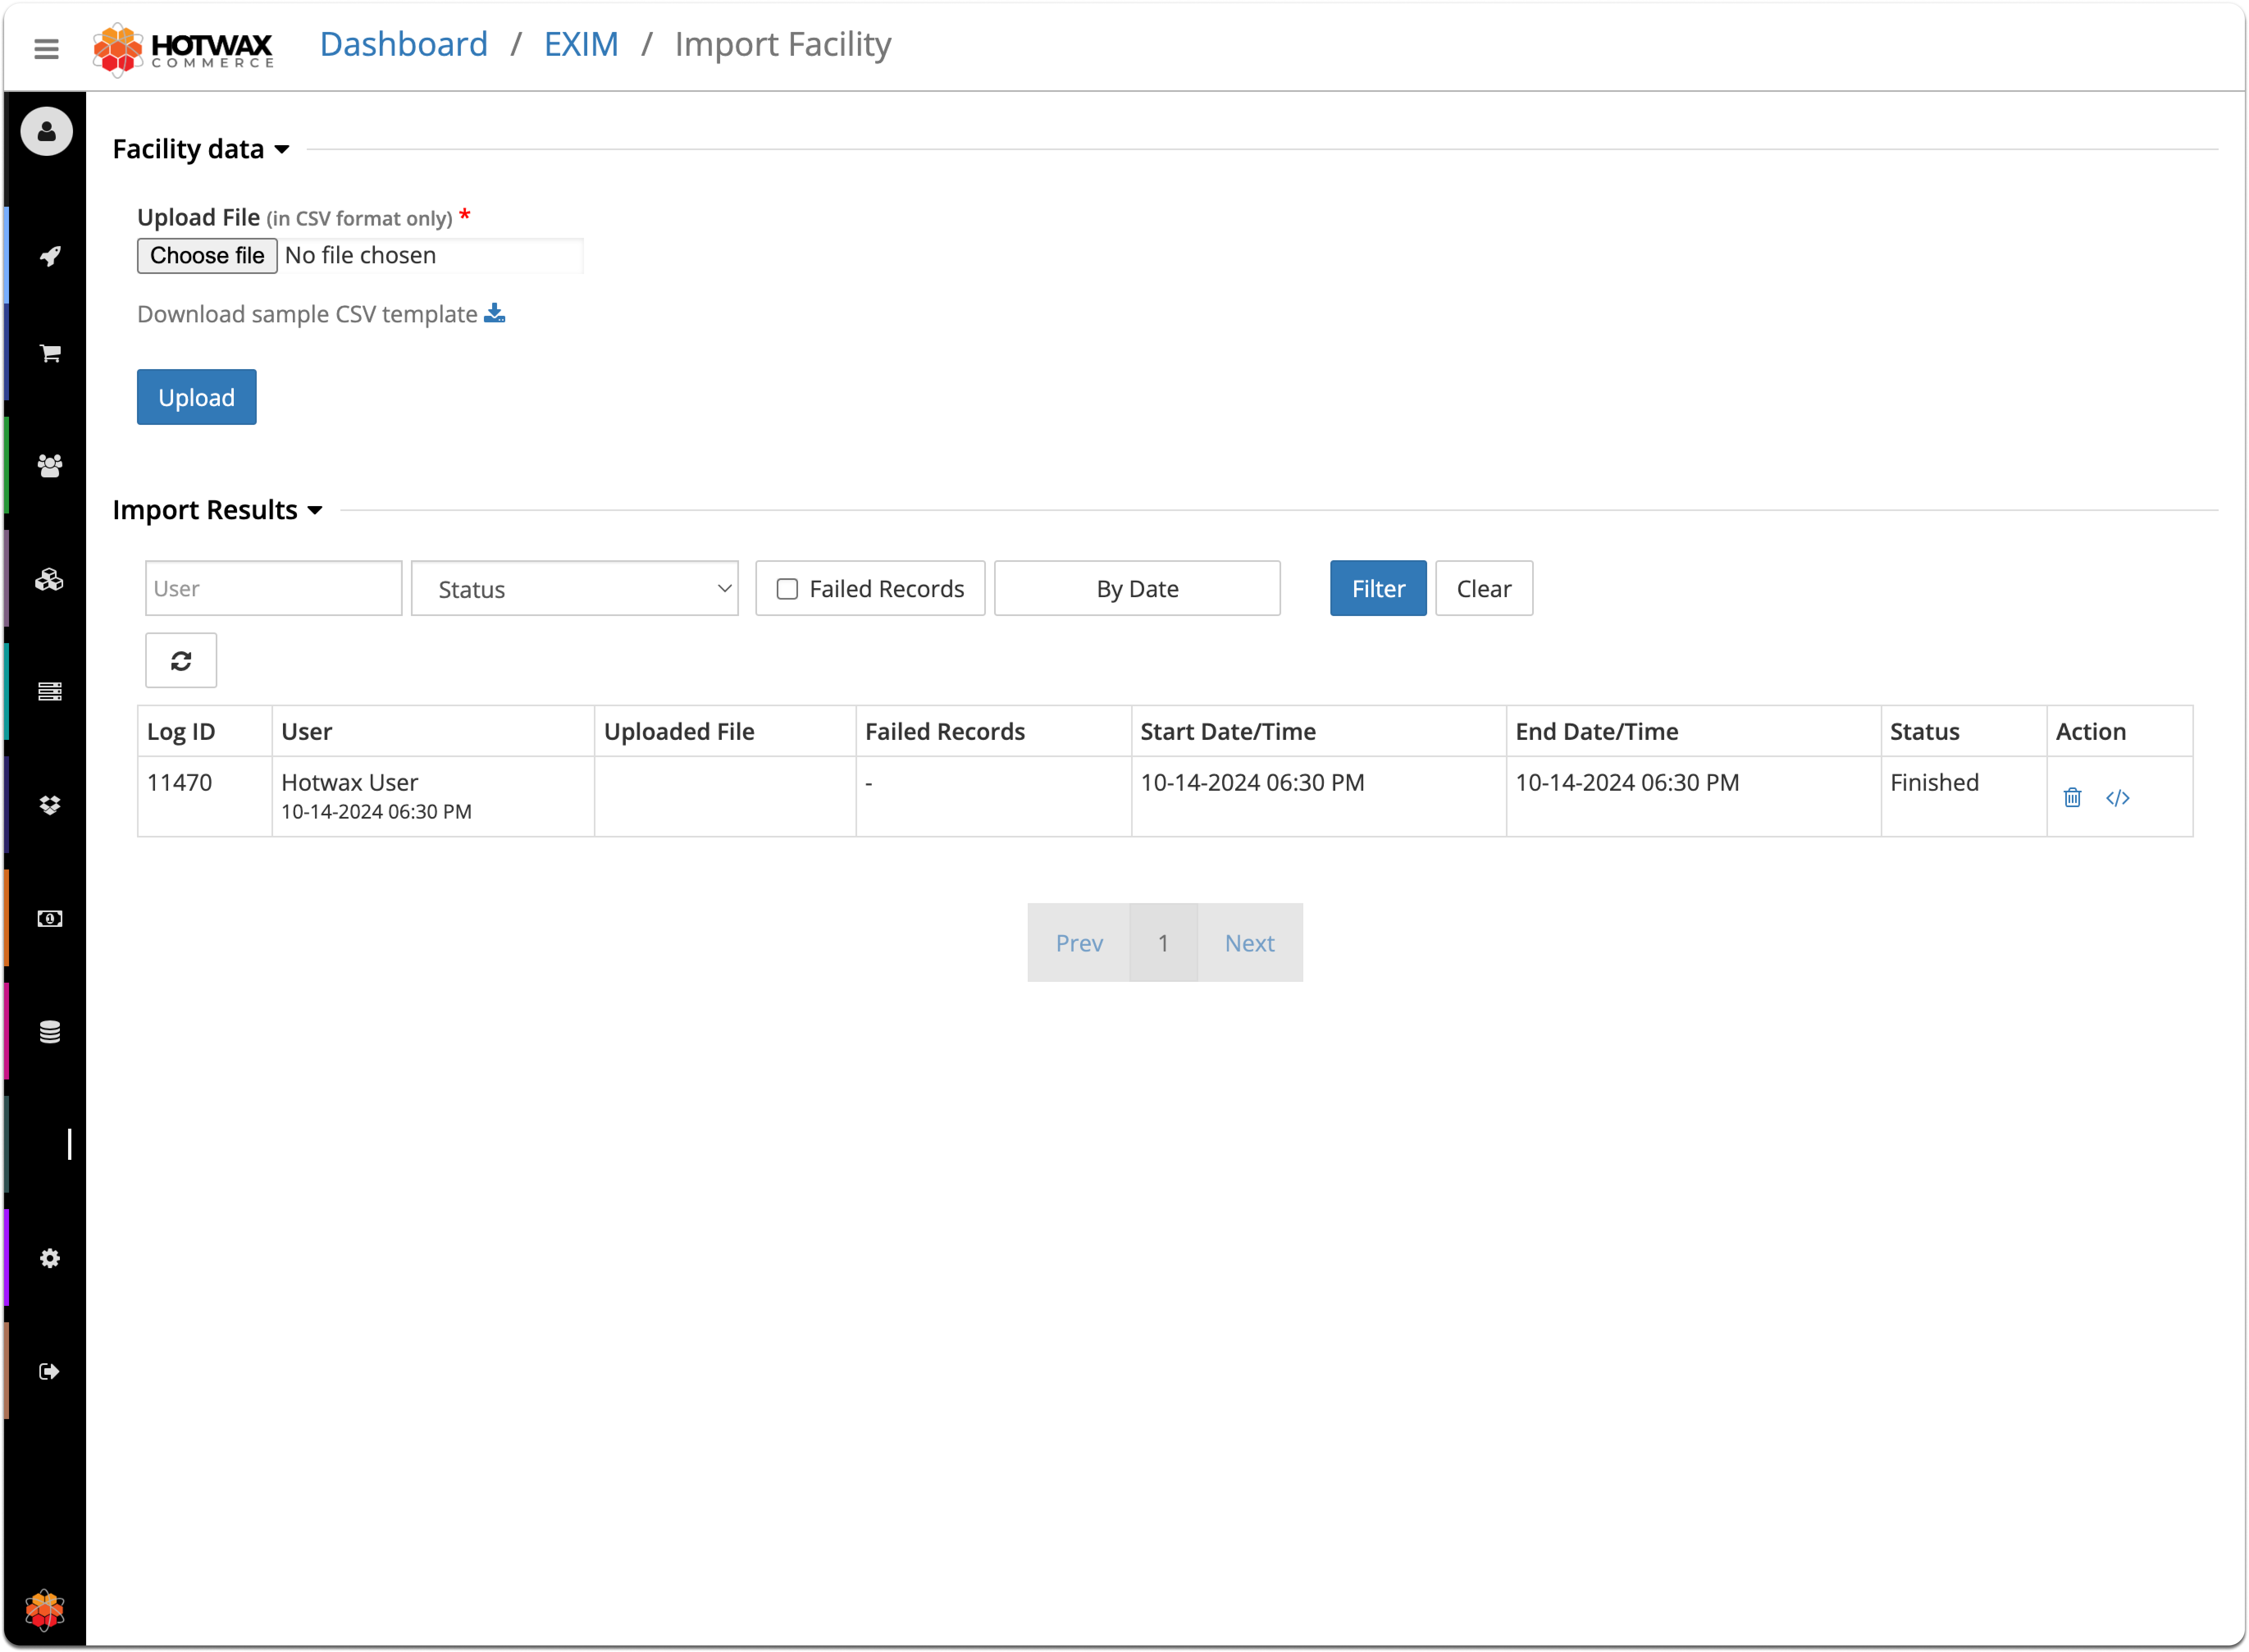 HOTWAX
COMMERCE
Dashboard / EXIM / Import Facility
Facility data
Upload File (in CSV format only) *
Choose file No file chosen
Download sample CSV template
Upload
Import Results
User Status Failed Records By Date Filter Clear
Log ID User Uploaded File Failed Records Start Date/Time End Date/Time Status Action
11470 Hotwax User - 10-14-2024 06:30 PM 10-14-2024 06:30 PM Finished
10-14-2024 06:30 PM
Prev 1 Next